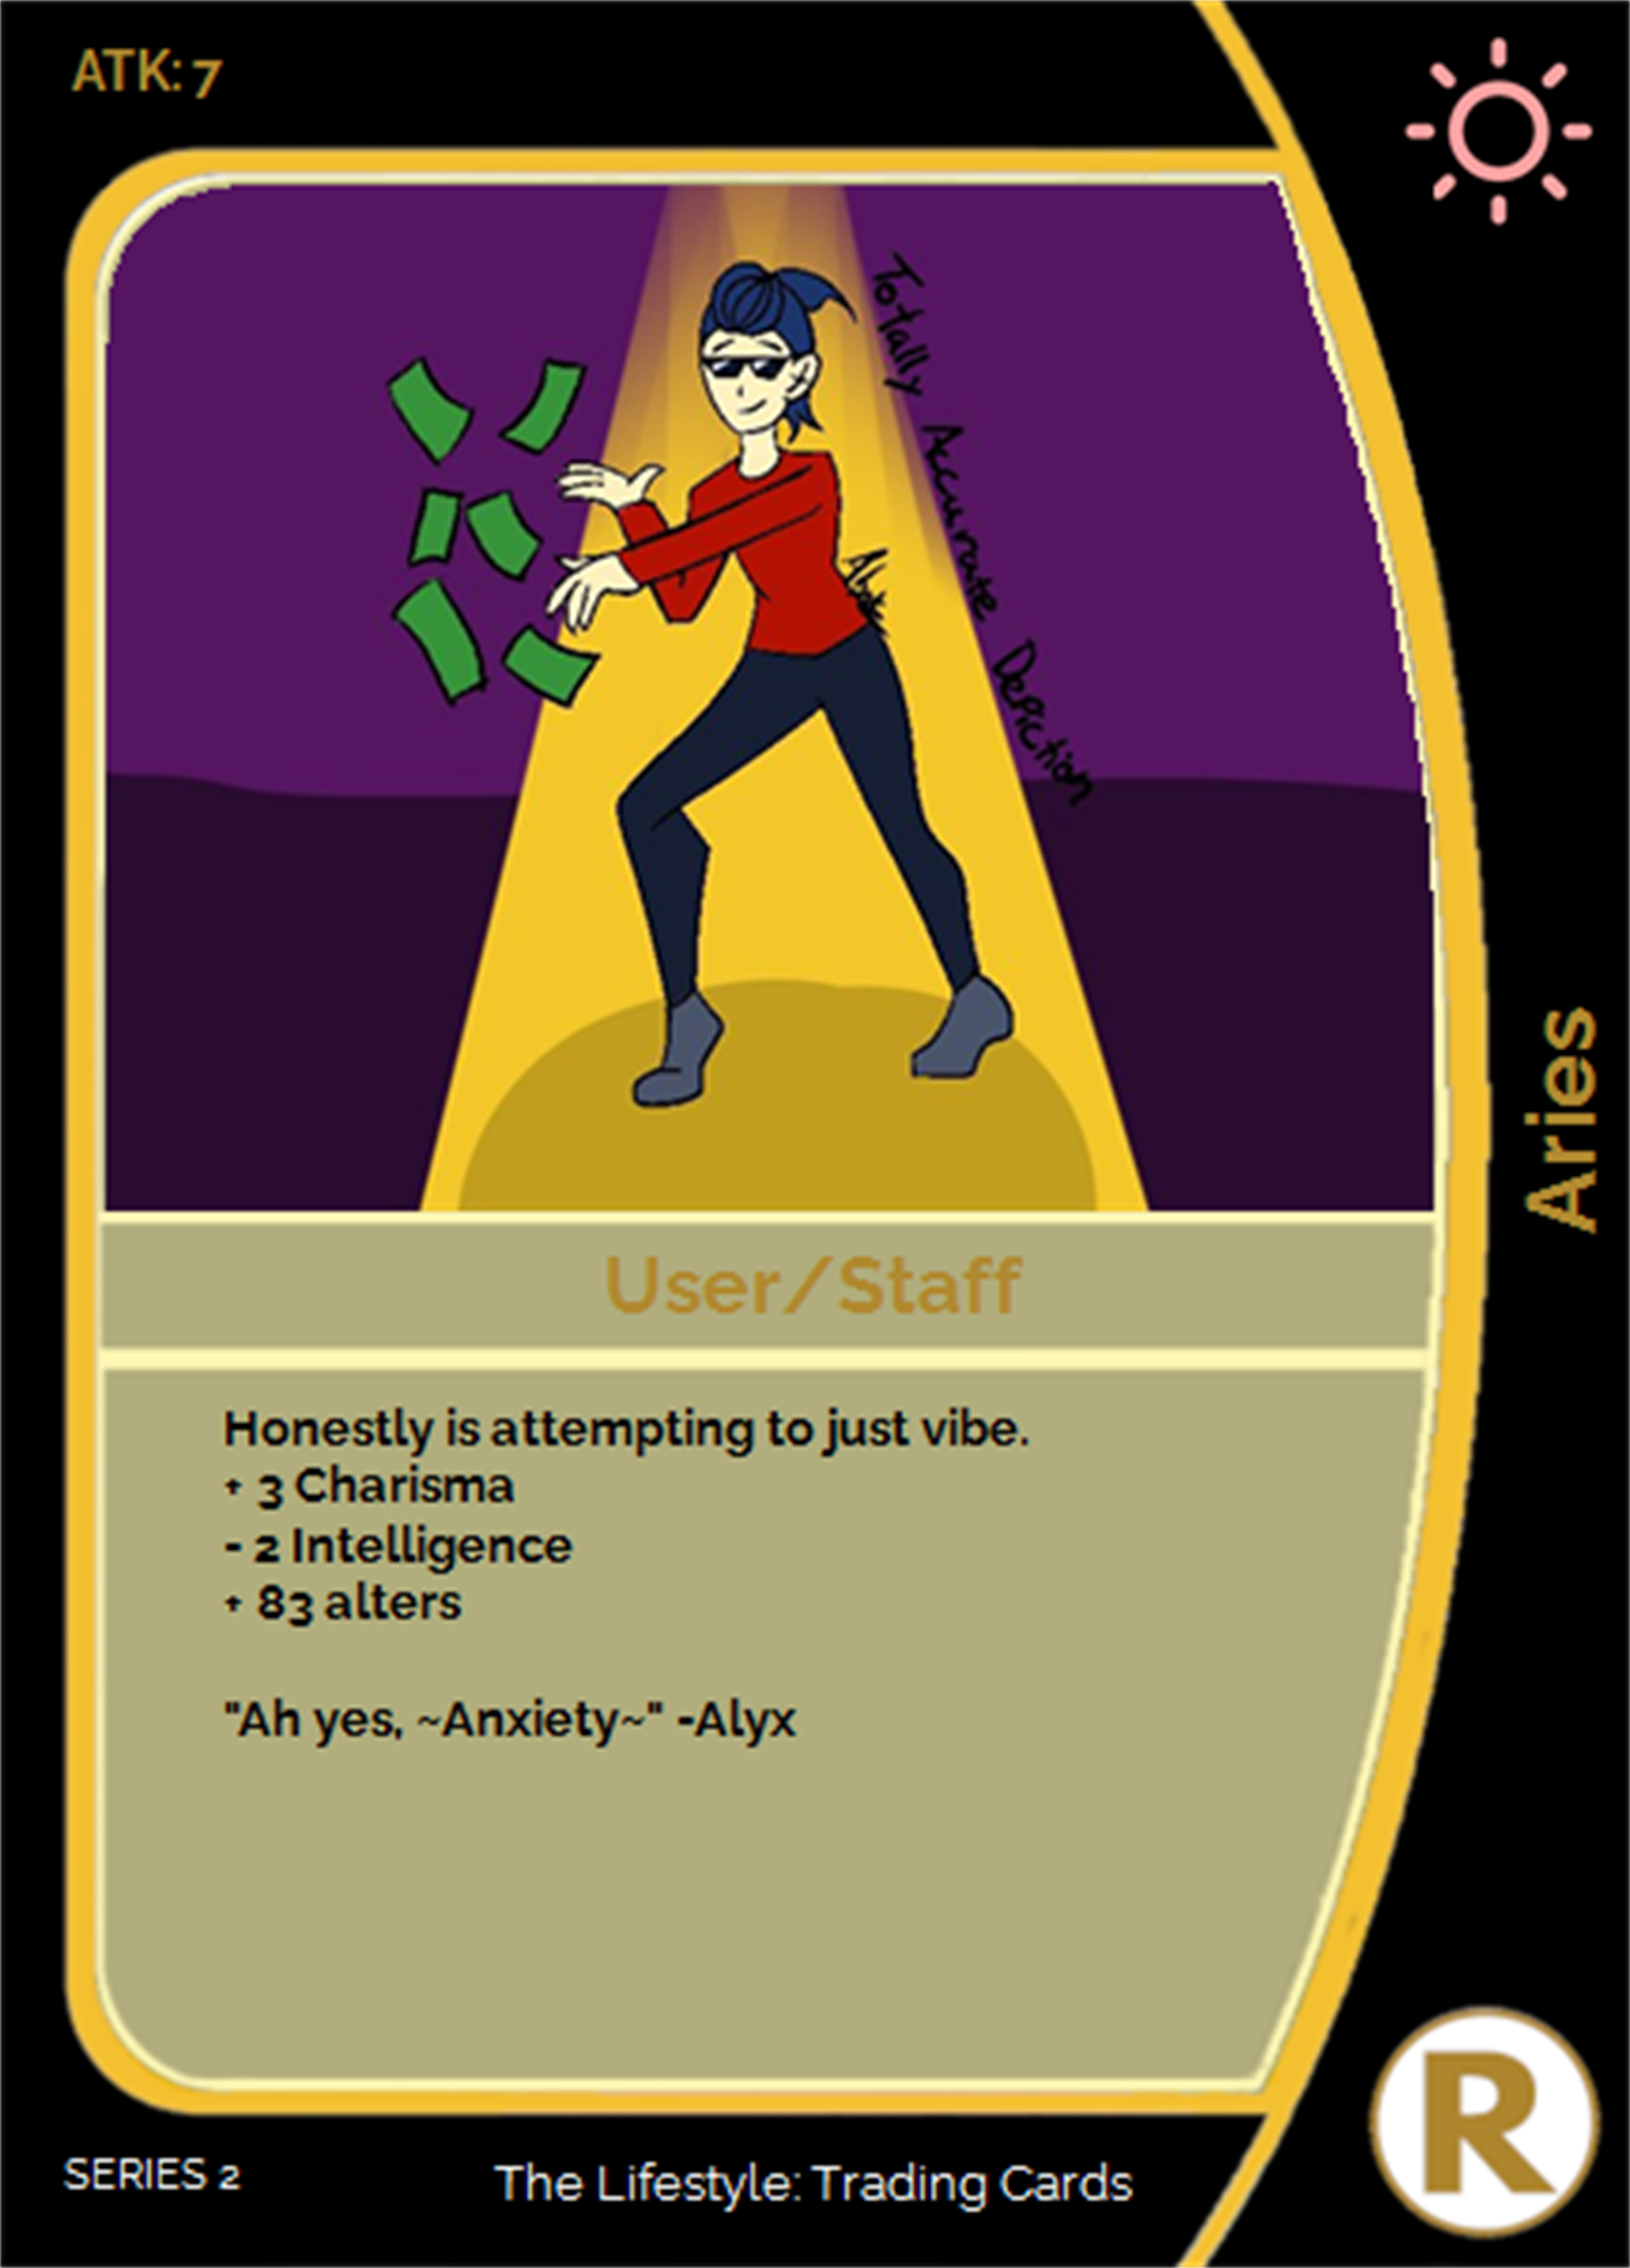 ATK: 7
Totally Accurate Depiction
Aries
User/Staff
Honestly is attempting to just vibe.
+ 3 Charisma
- 2 Intelligence
+ 83 alters
"Ah yes, ~Anxiety~" -Alyx
SERIES 2
The Lifestyle: Trading Cards
R